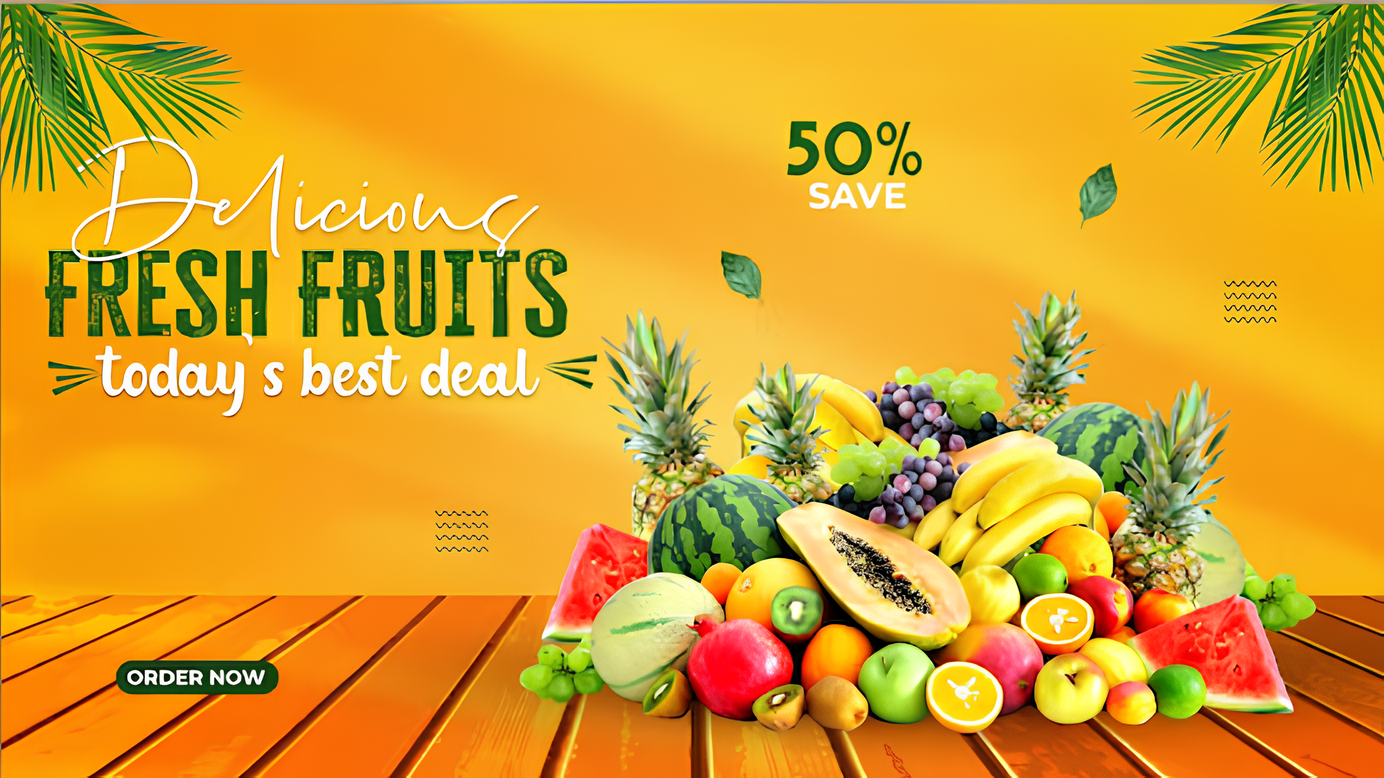 Delicious
FRESH FRUITS
today's best deal
50%
SAVE
ORDER NOW